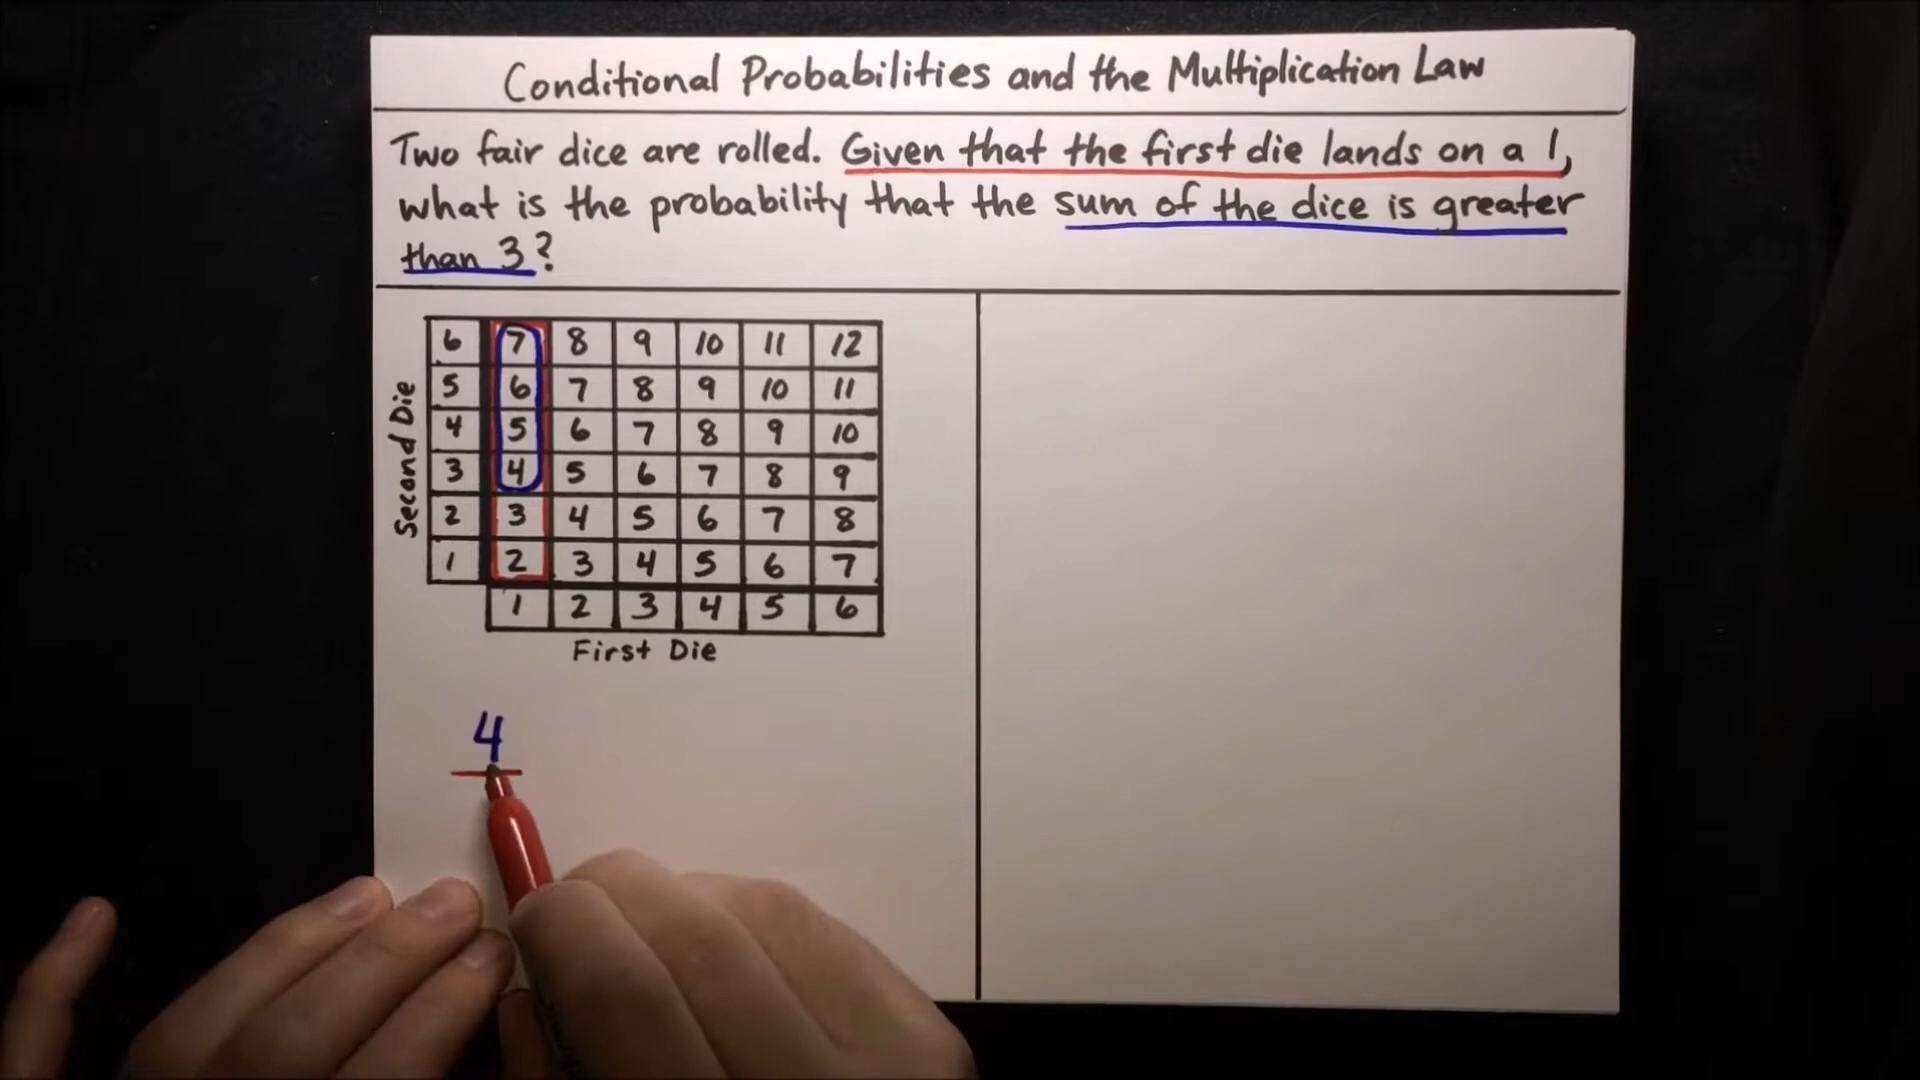 Conditional Probabilities and the Multiplication Law
Two fair dice are rolled. Given that the first die lands on a 1,
what is the probability that the sum of the dice is greater
than 3?
Second Die
6 7 8 9 10 11 12
5 6 7 8 9 10 11
4 5 6 7 8 9 10
3 4 5 6 7 8 9
2 3 4 5 6 7 8
1 2 3 4 5 6 7
1 2 3 4 5 6
First Die
4